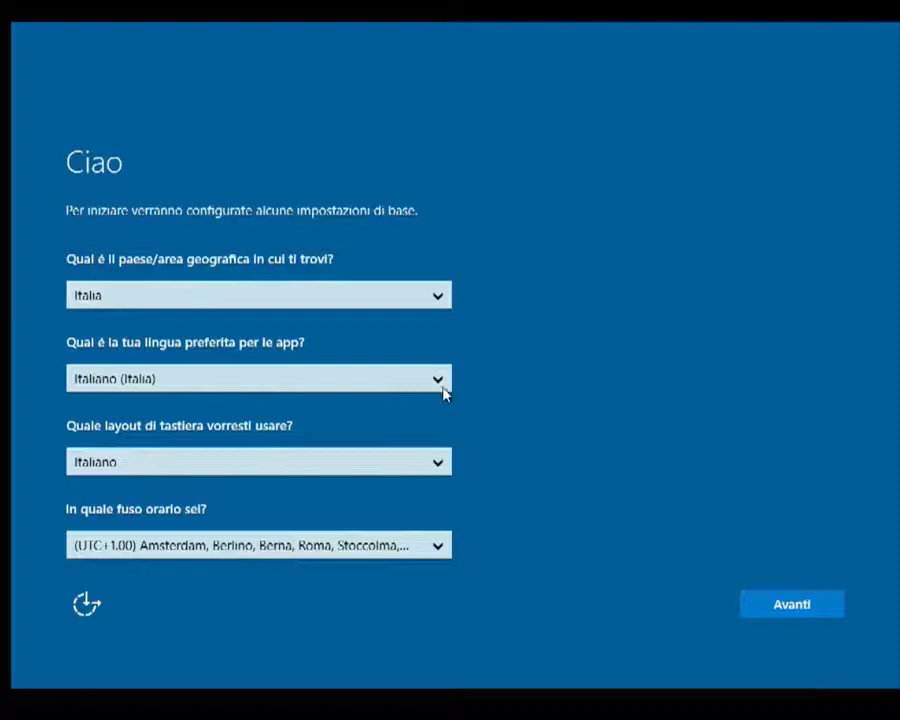 Ciao
Per iniziare verranno configurate alcune impostazioni di base.
Qual è il paese/area geografica in cui ti trovi?
Italia
Qual è la tua lingua preferita per le app?
Italiano (Italia)
Quale layout di tastiera vorresti usare?
Italiano
In quale fuso orario sei?
(UTC+1.00) Amsterdam, Berlino, Berna, Roma, Stoccolma,...
Avanti